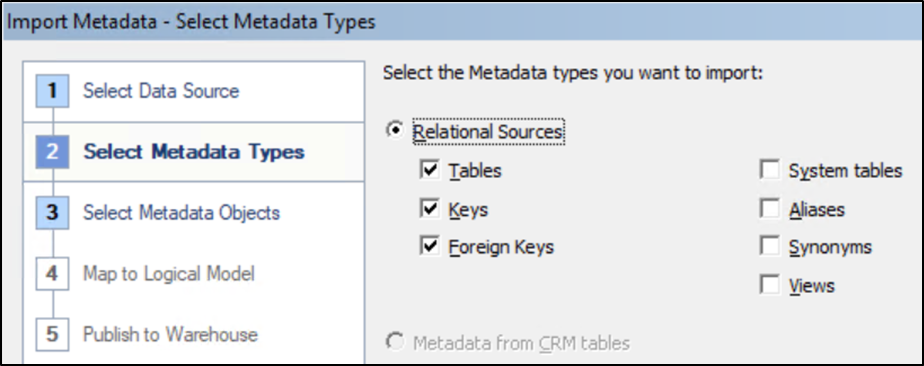 Import Metadata - Select Metadata Types
1 Select Data Source
2 Select Metadata Types
3 Select Metadata Objects
4 Map to Logical Model
5 Publish to Warehouse
Select the Metadata types you want to import:
Relational Sources
Tables
Keys
Foreign Keys
System tables
Aliases
Synonyms
Views
Metadata from CRM tables